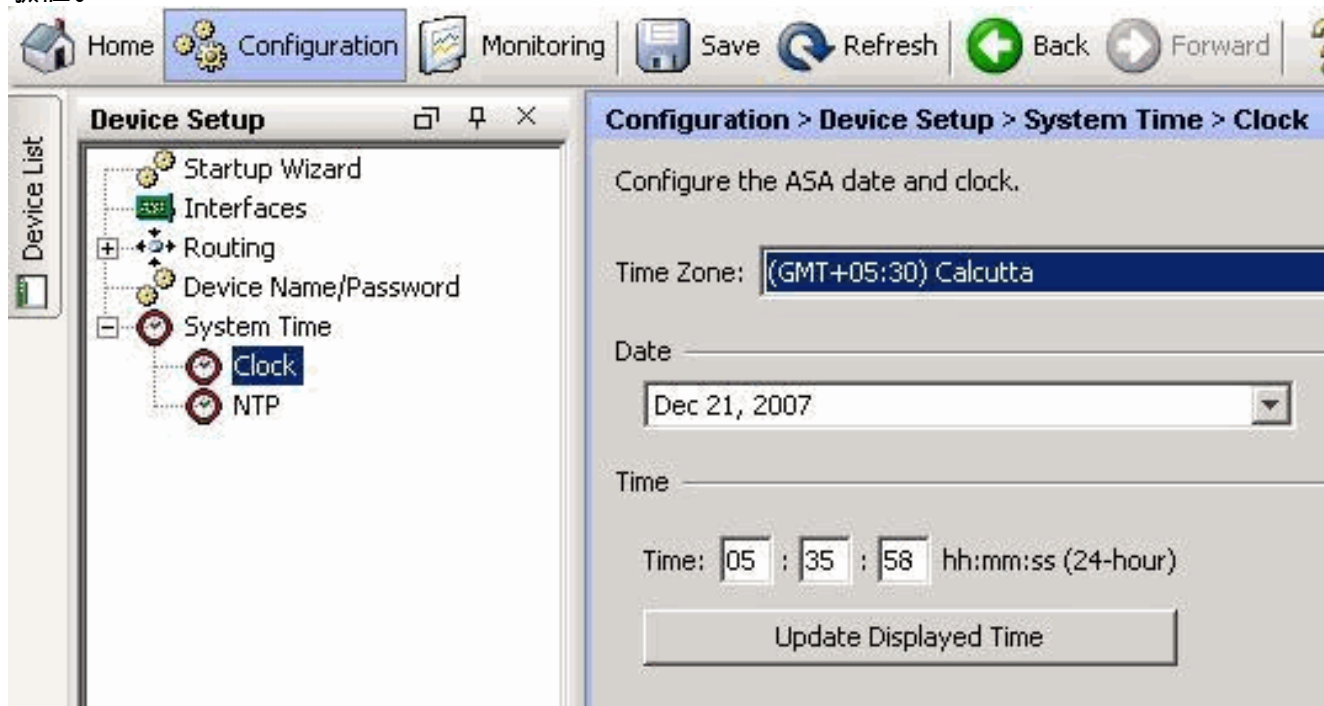 Home Configuration Monitoring Save Refresh Back Forward
Device List
Device Setup
Startup Wizard
Interfaces
Routing
Device Name/Password
System Time
Clock
NTP
Configuration > Device Setup > System Time > Clock
Configure the ASA date and clock.
Time Zone: (GMT+05:30) Calcutta
Date
Dec 21, 2007
Time
Time: 05 : 35 : 58 hh:mm:ss (24-hour)
Update Displayed Time